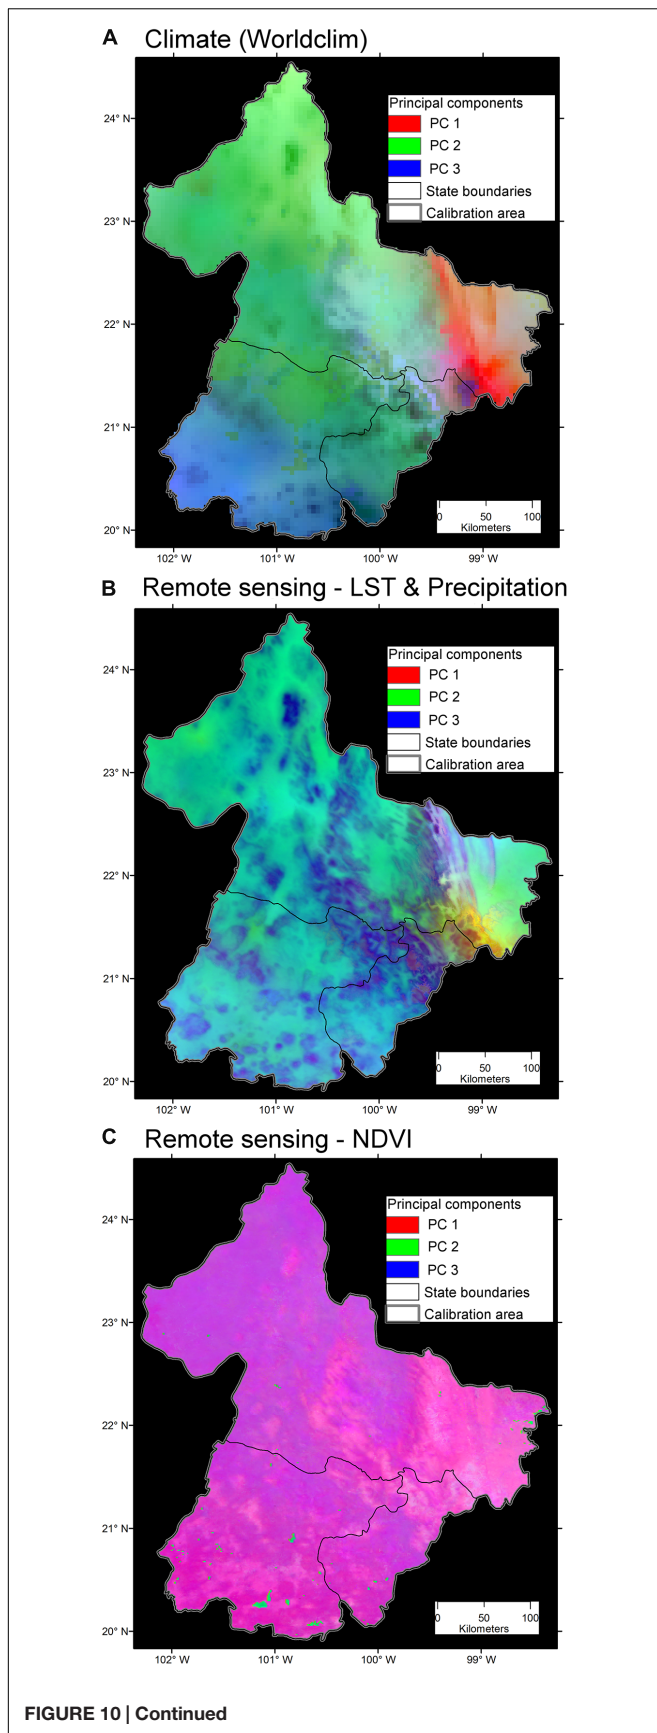 A Climate (Worldclim)
Principal components
PC 1
PC 2
PC 3
State boundaries
Calibration area
24° N
23° N
22° N
21° N
20° N
0 50 100
Kilometers
102° W 101° W 100° W 99° W
B Remote sensing - LST & Precipitation
Principal components
PC 1
PC 2
PC 3
State boundaries
Calibration area
24° N
23° N
22° N
21° N
20° N
0 50 100
Kilometers
102° W 101° W 100° W 99° W
C Remote sensing - NDVI
Principal components
PC 1
PC 2
PC 3
State boundaries
Calibration area
24° N
23° N
22° N
21° N
20° N
0 50 100
Kilometers
102° W 101° W 100° W 99° W
FIGURE 10 | Continued